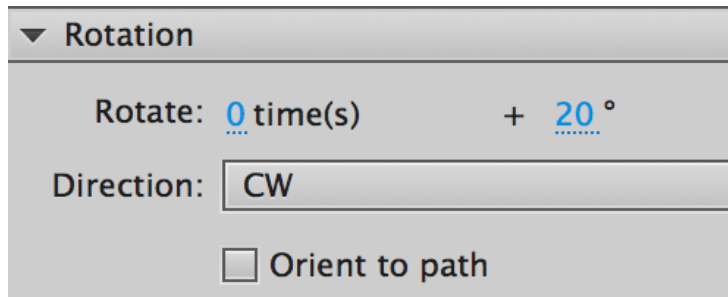 Rotation
Rotate: 0 time(s) + 20 °
Direction: CW
Orient to path